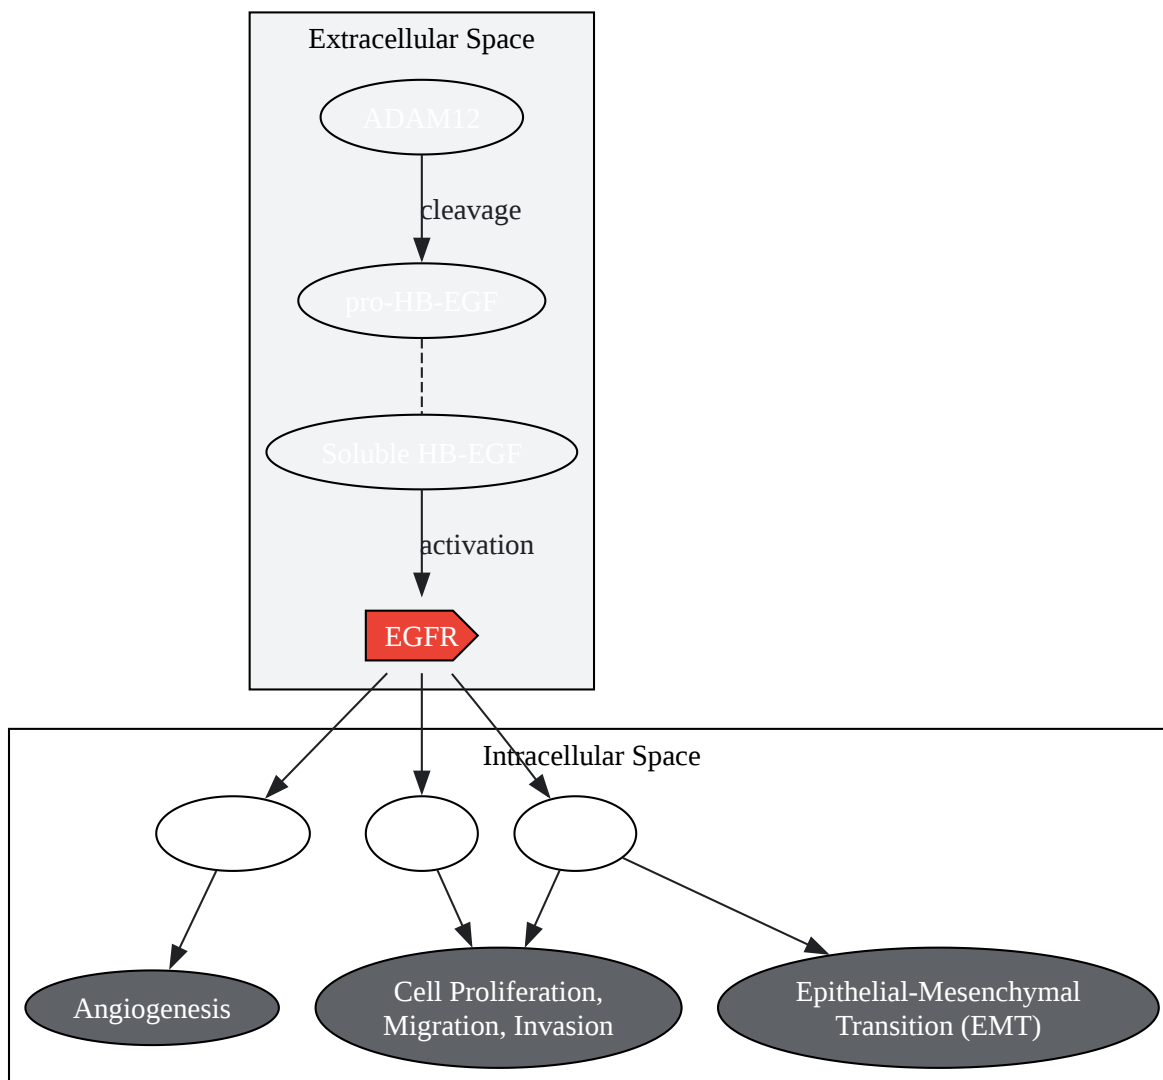 Extracellular Space
ADAM12
cleavage
pro-HB-EGF
Soluble HB-EGF
activation
EGFR
Intracellular Space
Angiogenesis
Cell Proliferation,
Migration, Invasion
Epithelial-Mesenchymal
Transition (EMT)